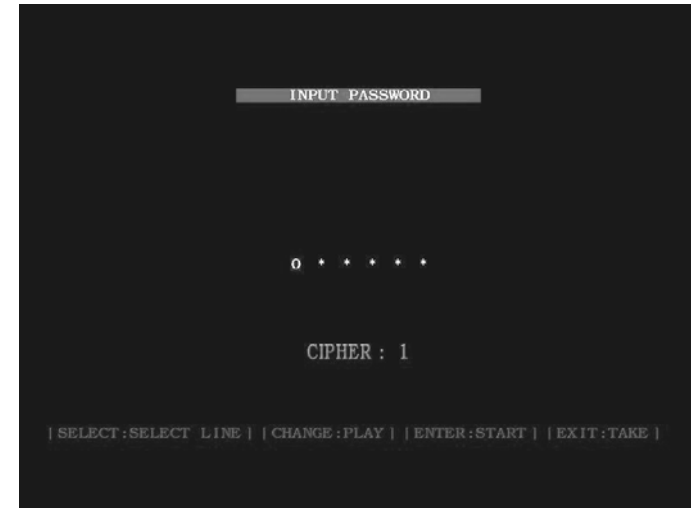 INPUT PASSWORD
0 * * * * *
CIPHER : 1
| SELECT:SELECT LINE | | CHANGE:PLAY | | ENTER:START | | EXIT:TAKE |